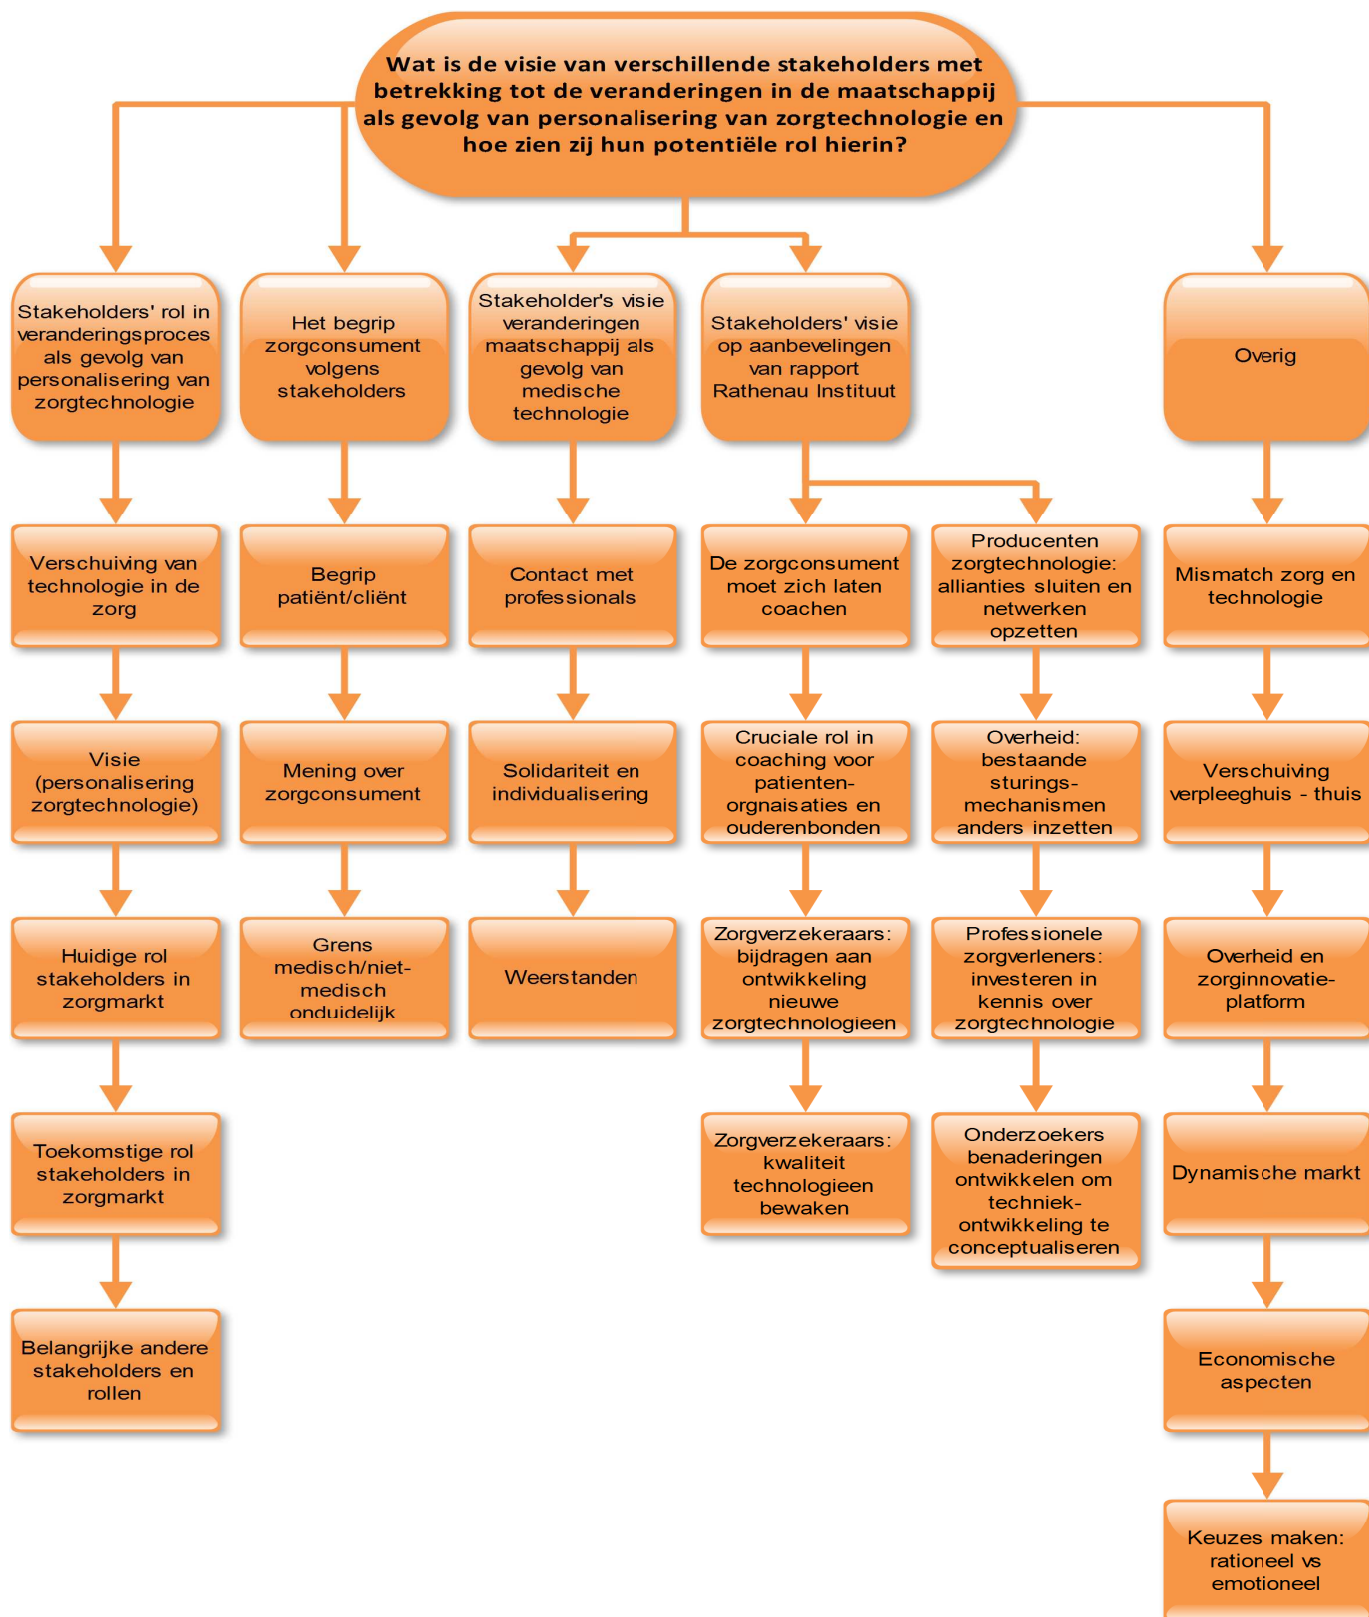 Wat is de visie van verschillende stakeholders met
betrekking tot de veranderingen in de maatschappij
als gevolg van personalisering van zorgtechnologie en
hoe zien zij hun potentiële rol hierin?
Stakeholders' rol in
veranderingsproces
als gevolg van
personalisering van
zorgtechnologie
Het begrip
zorgconsument
volgens
stakeholders
Stakeholder's visie
veranderingen
maatschappij als
gevolg van
medische
technologie
Stakeholders' visie
op aanbevelingen
van rapport
Rathenau Instituut
Overig
Verschuiving van
technologie in de
zorg
Begrip
patiënt/cliënt
Contact met
professionals
De zorgconsument
moet zich laten
coachen
Producenten
zorgtechnologie:
allianties sluiten en
netwerken
opzetten
Mismatch zorg en
technologie
Visie
(personalisering
zorgtechnologie)
Mening over
zorgconsument
Solidariteit en
individualisering
Cruciale rol in
coaching voor
patienten-
orgnaisaties en
ouderenbonden
Overheid:
bestaande
sturings-
mechanismen
anders inzetten
Verschuiving
verpleeghuis - thuis
Huidige rol
stakeholders in
zorgmarkt
Grens
medisch/niet-
medisch
onduidelijk
Weerstanden
Zorgverzekeraars:
bijdragen aan
ontwikkeling
nieuwe
zorgtechnologieen
Professionele
zorgverleners:
investeren in
kennis over
zorgtechnologie
Overheid en
zorginnovatie-
platform
Toekomstige rol
stakeholders in
zorgmarkt
Zorgverzekeraars:
kwaliteit
technologieen
bewaken
Onderzoekers
benaderingen
ontwikkelen om
techniek-
ontwikkeling te
conceptualiseren
Dynamische markt
Belangrijke andere
stakeholders en
rollen
Economische
aspecten
Keuzes maken:
rationeel vs
emotioneel